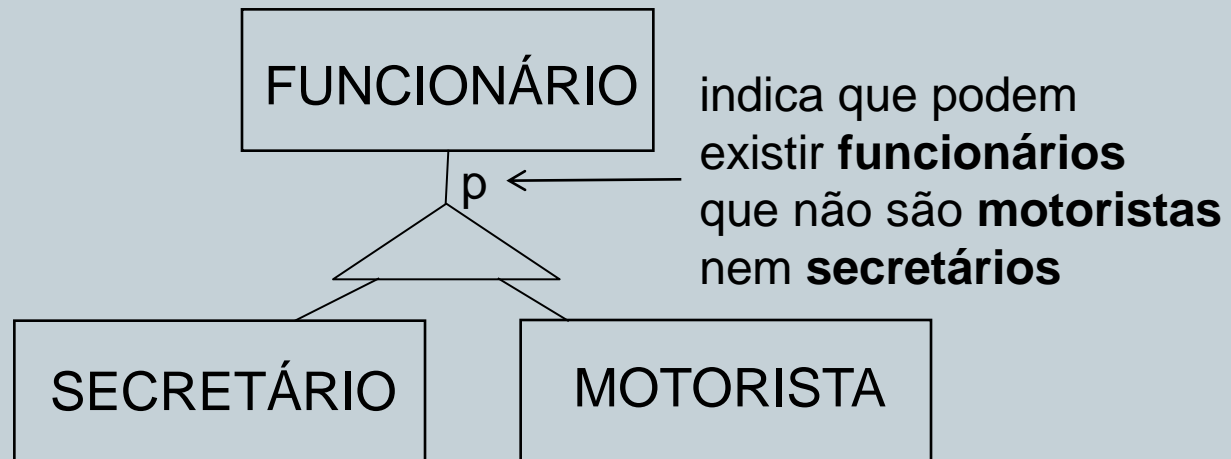 FUNCIONÁRIO
p
indica que podem
existir funcionários
que não são motoristas
nem secretários
SECRETÁRIO
MOTORISTA